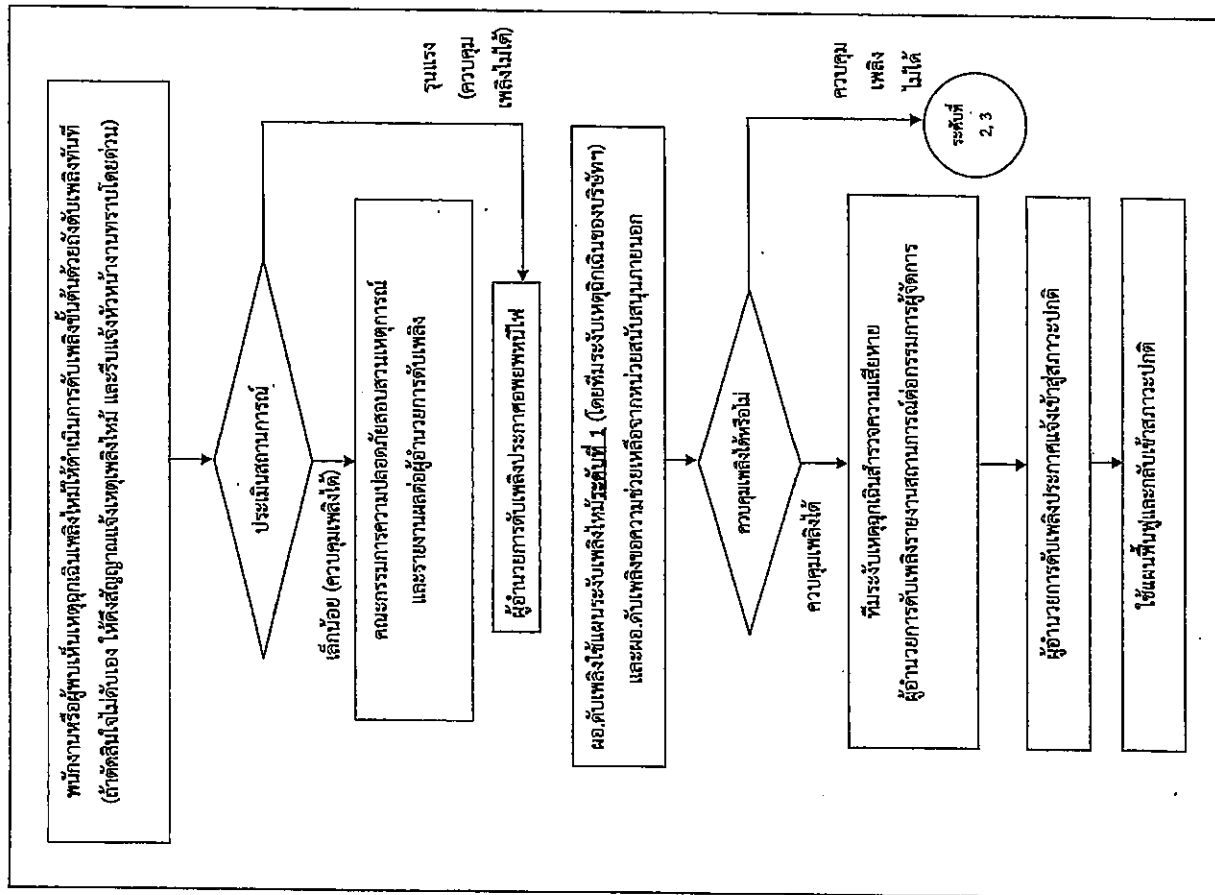 พนักงานหรือผู้พบเห็นเหตุฉุกเฉินเพลิงไหม้ให้ดำเนินการดับเพลิงขั้นต้นด้วยถังดับเพลิงทันที
(ถ้าตัดสินใจไม่ดับเอง ให้ดึงสัญญาณแจ้งเหตุเพลิงไหม้ และรีบแจ้งหัวหน้างานทราบโดยด่วน)
ประเมินสถานการณ์
รุนแรง
(ควบคุม
เพลิงไม่ได้)
เล็กน้อย (ควบคุมเพลิงได้)
คณะกรรมการความปลอดภัยสอบสวนเหตุการณ์
และรายงานผลต่อผู้อำนวยการดับเพลิง
ผู้อำนวยการดับเพลิงประกาศอพยพหนีไฟ
ผอ.ดับเพลิงใช้แผนระงับเพลิงไหม้ระดับที่ 1 (โดยทีมระงับเหตุฉุกเฉินของบริษัทฯ)
และผอ.ดับเพลิงขอความช่วยเหลือจากหน่วยสนับสนุนภายนอก
ควบคุมเพลิงได้หรือไม่
ควบคุม
เพลิง
ไม่ได้
ระดับที่
2, 3
ควบคุมเพลิงได้
ทีมระงับเหตุฉุกเฉินสำรวจความเสียหาย
ผู้อำนวยการดับเพลิงรายงานสถานการณ์ต่อกรรมการผู้จัดการ
ผู้อำนวยการดับเพลิงประกาศแจ้งเข้าสู่สภาวะปกติ
ใช้แผนฟื้นฟูและกลับเข้าสภาวะปกติ